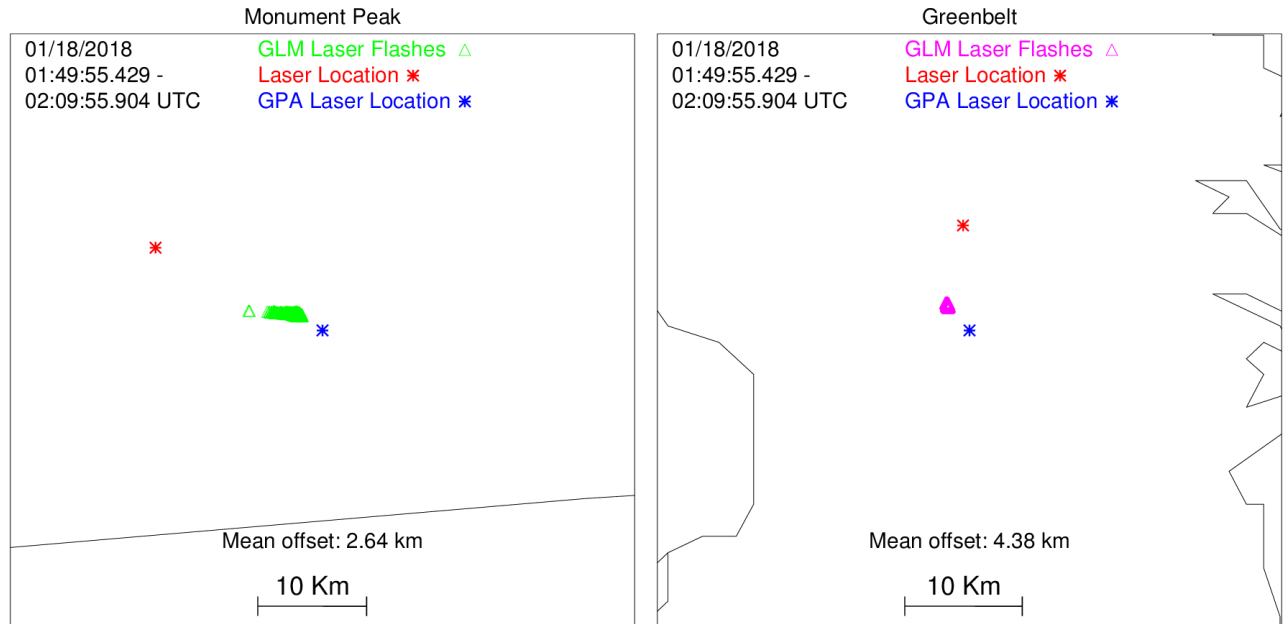 Monument Peak
01/18/2018
01:49:55.429 -
02:09:55.904 UTC
GLM Laser Flashes
Laser Location
GPA Laser Location
Mean offset: 2.64 km
10 Km
Greenbelt
01/18/2018
01:49:55.429 -
02:09:55.904 UTC
GLM Laser Flashes
Laser Location
GPA Laser Location
Mean offset: 4.38 km
10 Km